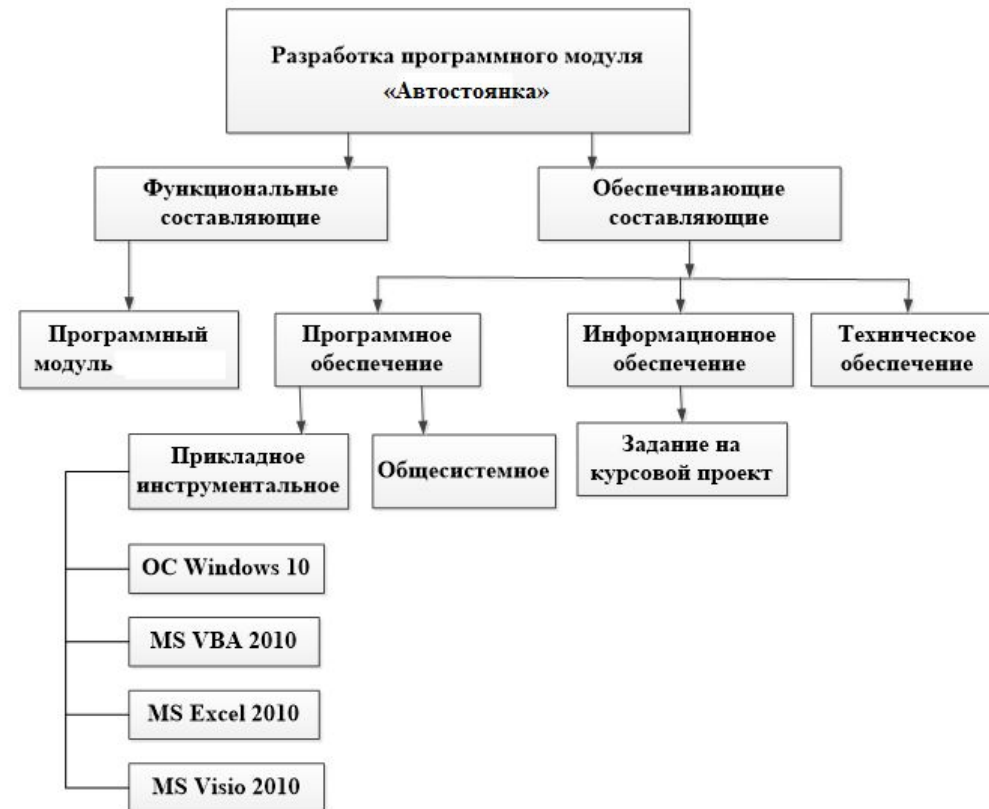 Разработка программного модуля
«Автостоянка»
Функциональные
составляющие
Обеспечивающие
составляющие
Программный
модуль
Программное
обеспечение
Информационное
обеспечение
Техническое
обеспечение
Прикладное
инструментальное
Общесистемное
Задание на
курсовой проект
ОС Windows 10
MS VBA 2010
MS Excel 2010
MS Visio 2010